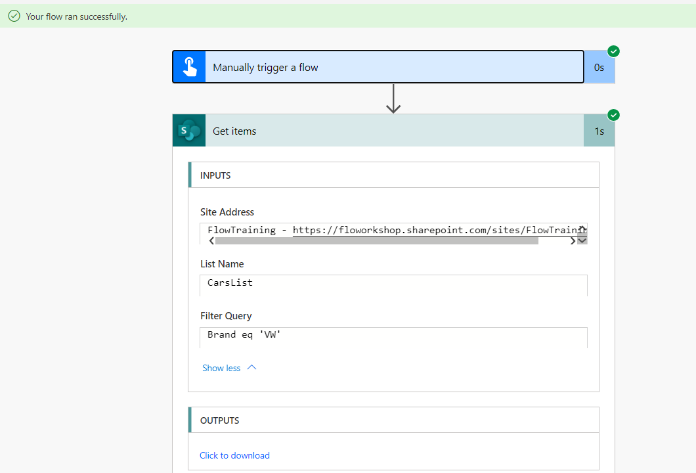 Your flow ran successfully.
Manually trigger a flow
0s
S
Get items
1s
INPUTS
Site Address
FlowTraining - https://floworkshop.sharepoint.com/sites/FlowTrainin
List Name
CarsList
Filter Query
Brand eq 'VW'
Show less
OUTPUTS
Click to download